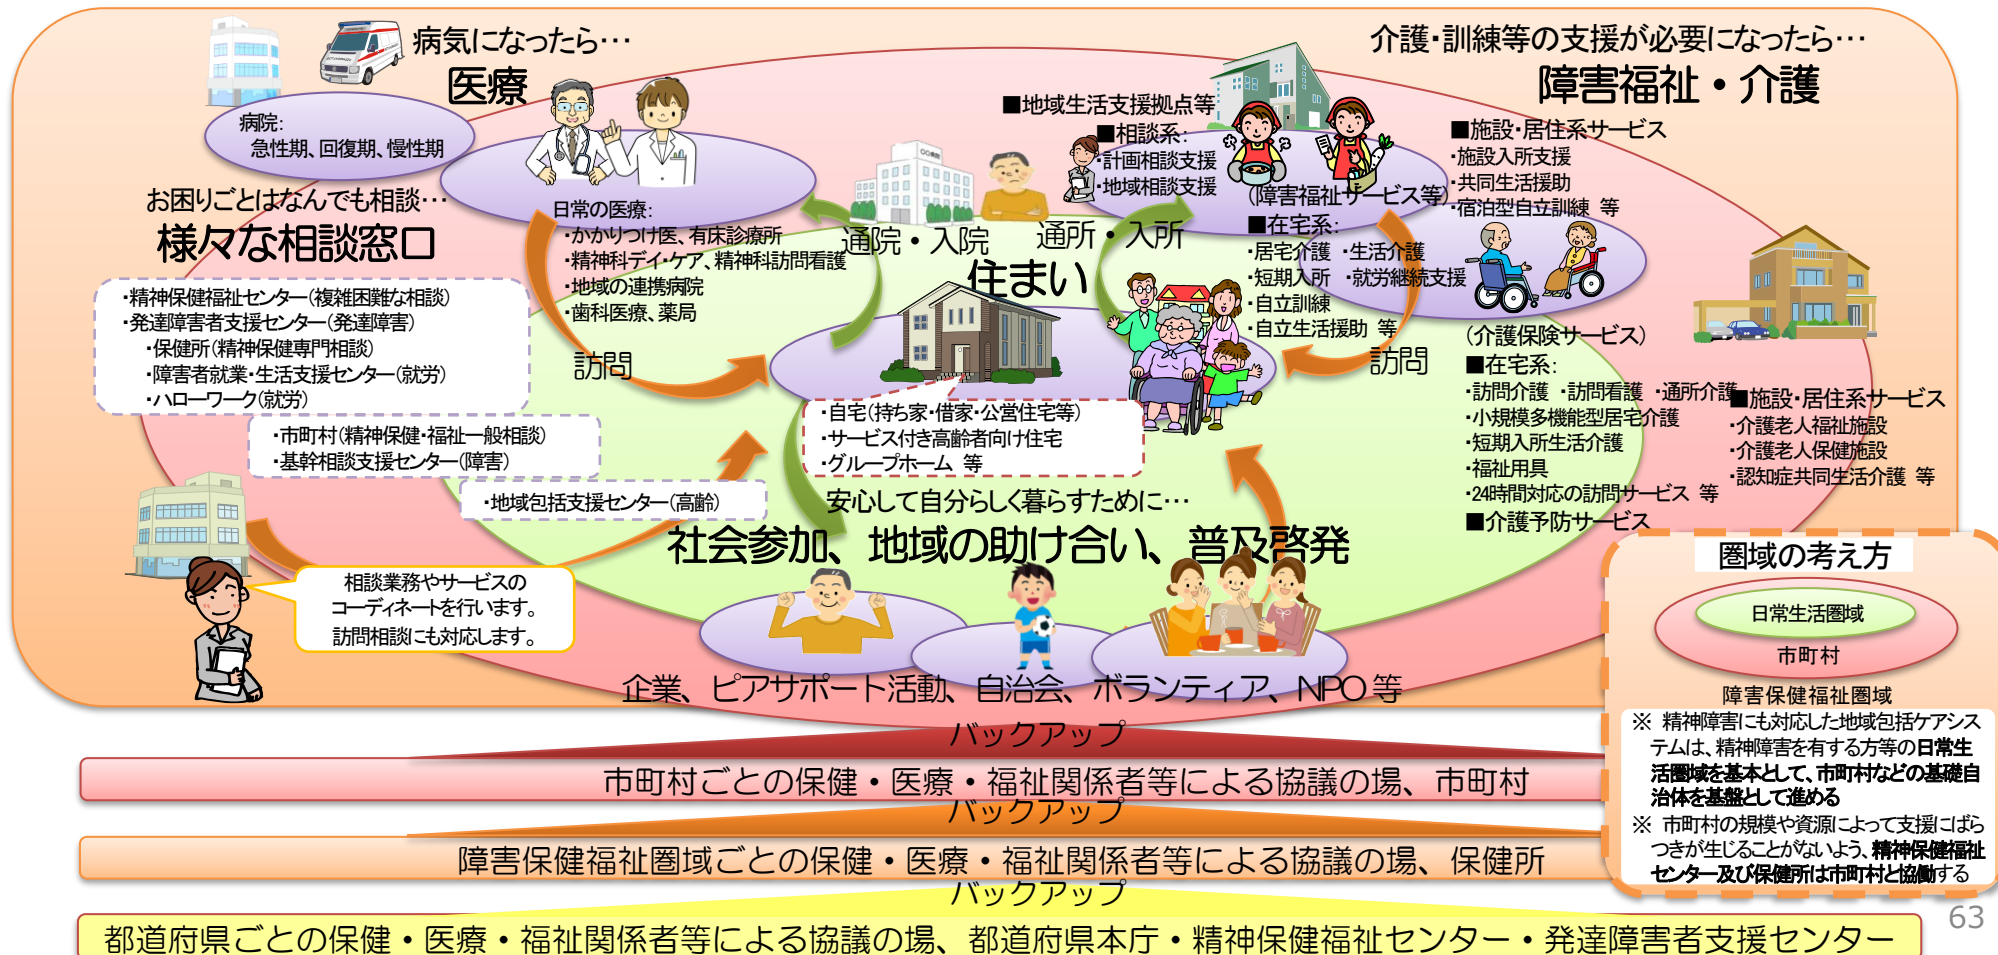 病気になったら…
医療
病院:
急性期、回復期、慢性期
日常の医療:
・かかりつけ医、有床診療所
・精神科デイ・ケア、精神科訪問看護
・地域の連携病院
・歯科医療、薬局
お困りごとはなんでも相談…
様々な相談窓口
・精神保健福祉センター(複雑困難な相談)
・発達障害者支援センター(発達障害)
・保健所(精神保健専門相談)
・障害者就業・生活支援センター(就労)
・ハローワーク(就労)
・市町村(精神保健・福祉一般相談)
・基幹相談支援センター(障害)
・地域包括支援センター(高齢)
相談業務やサービスの
コーディネートを行います。
訪問相談にも対応します。
訪問
通院・入院
通所・入所
住まい
・自宅(持ち家・借家・公営住宅等)
・サービス付き高齢者向け住宅
・グループホーム 等
介護・訓練等の支援が必要になったら…
障害福祉・介護
■地域生活支援拠点等
■相談系:
・計画相談支援
・地域相談支援
(障害福祉サービス等)
■在宅系:
・居宅介護 ・生活介護
・短期入所 ・就労継続支援
・自立訓練
・自立生活援助 等
■施設・居住系サービス
・施設入所支援
・共同生活援助
・宿泊型自立訓練 等
訪問
(介護保険サービス)
■在宅系:
・訪問介護 ・訪問看護 ・通所介護
・小規模多機能型居宅介護
・短期入所生活介護
・福祉用具
・24時間対応の訪問サービス 等
■介護予防サービス
■施設・居住系サービス
・介護老人福祉施設
・介護老人保健施設
・認知症共同生活介護 等
安心して自分らしく暮らすために…
社会参加、地域の助け合い、普及啓発
企業、ピアサポート活動、自治会、ボランティア、NPO 等
バックアップ
市町村ごとの保健・医療・福祉関係者等による協議の場、市町村
バックアップ
障害保健福祉圏域ごとの保健・医療・福祉関係者等による協議の場、保健所
バックアップ
都道府県ごとの保健・医療・福祉関係者等による協議の場、都道府県本庁・精神保健福祉センター・発達障害者支援センター
圏域の考え方
日常生活圏域
市町村
障害保健福祉圏域
※ 精神障害にも対応した地域包括ケアシス
テムは、精神障害を有する方等の日常生
活圏域を基本として、市町村などの基礎自
治体を基盤として進める
※ 市町村の規模や資源によって支援にばら
つきが生じることがないよう、精神保健福祉
センター及び保健所は市町村と協働する
63